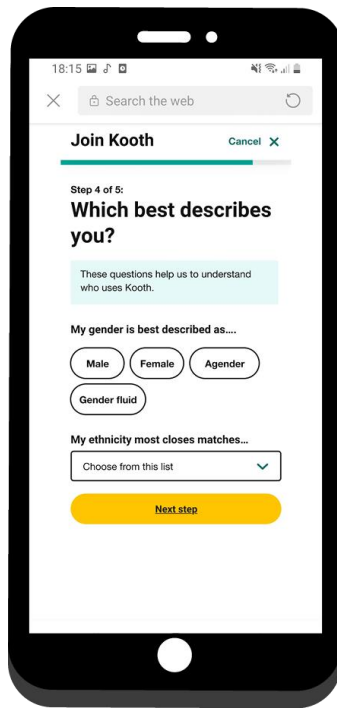 18:15
Search the web
Join Kooth Cancel X
Step 4 of 5:
Which best describes
you?
These questions help us to understand
who uses Kooth.
My gender is best described as....
Male Female Agender
Gender fluid
My ethnicity most closes matches...
Choose from this list
Next step